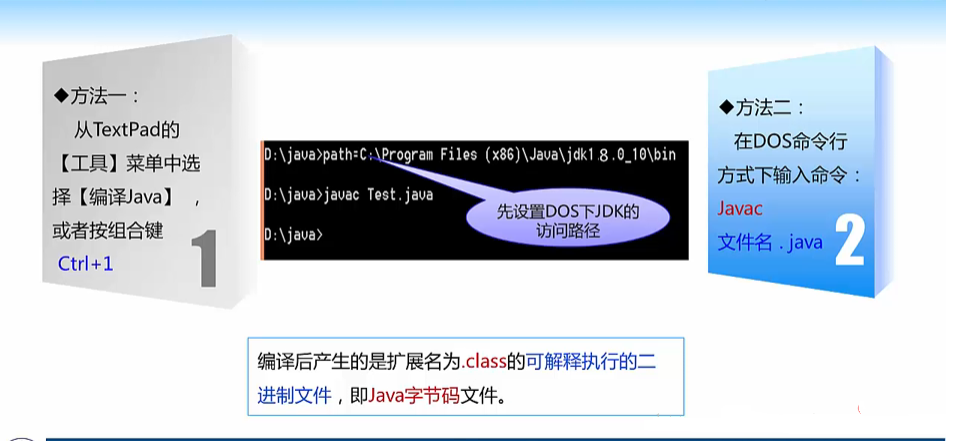 ◆方法一：
从TextPad的
【工具】菜单中选
择【编译Java】 ，
或者按组合键
Ctrl+1
1
D:\java>path=C:\Program Files (x86)\Java\jdk1.8.0_10\bin
D:\java>javac Test.java
D:\java>
先设置DOS下JDK的
访问路径
◆方法二：
在DOS命令行
方式下输入命令：
Javac
文件名．java
2
编译后产生的是扩展名为.class的可解释执行的二
进制文件，即Java字节码文件。